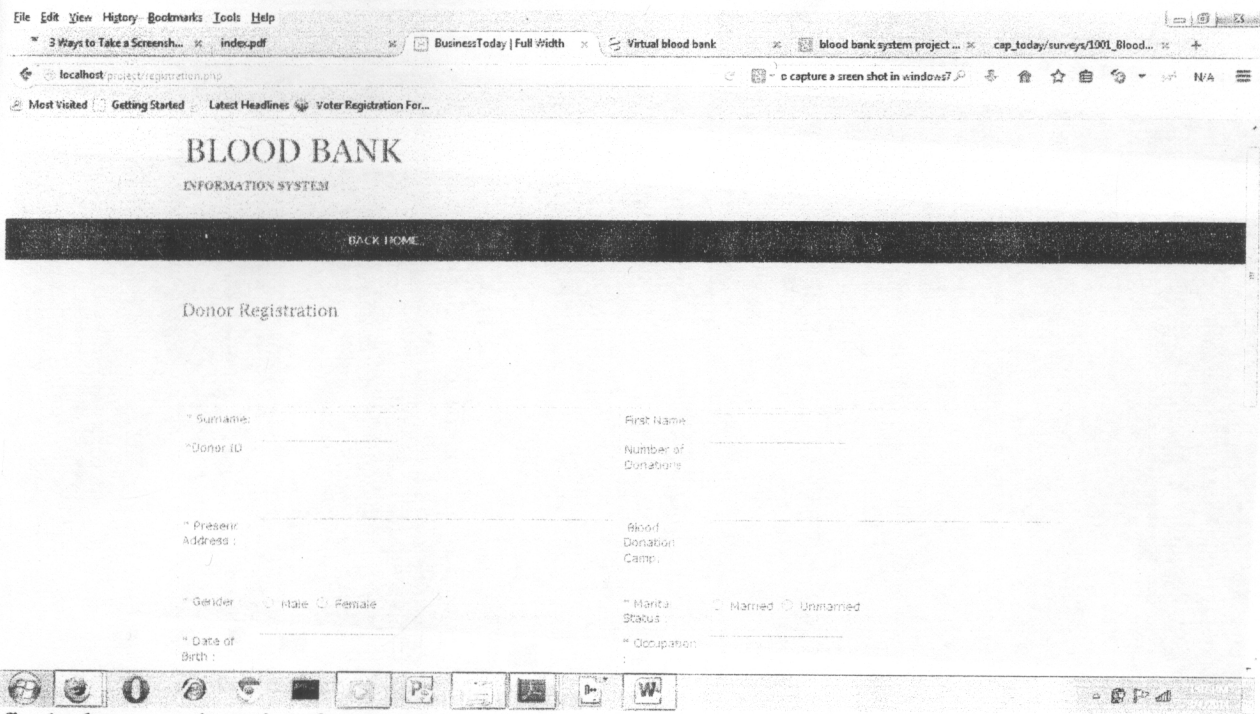 File Edit View History Bookmarks Tools Help
3 Ways to Take a Screensh... index.pdf BusinessToday | Full Width Virtual blood bank blood bank system project ... cap_today/surveys/1001_Blood... +
localhost/project/registration.php c capture a sreen shot in windows7 N/A
Most Visited Getting Started Latest Headlines Voter Registration For...
BLOOD BANK
INFORMATION SYSTEM
BACK HOME
Donor Registration
* Surname: First Name
*Donor ID Number of
Donations
* Present Blood
Address : Donation
Camp.
* Gender Male Female * Marital Married Unmarried
Status :
* Date of * Occupation
Birth : :